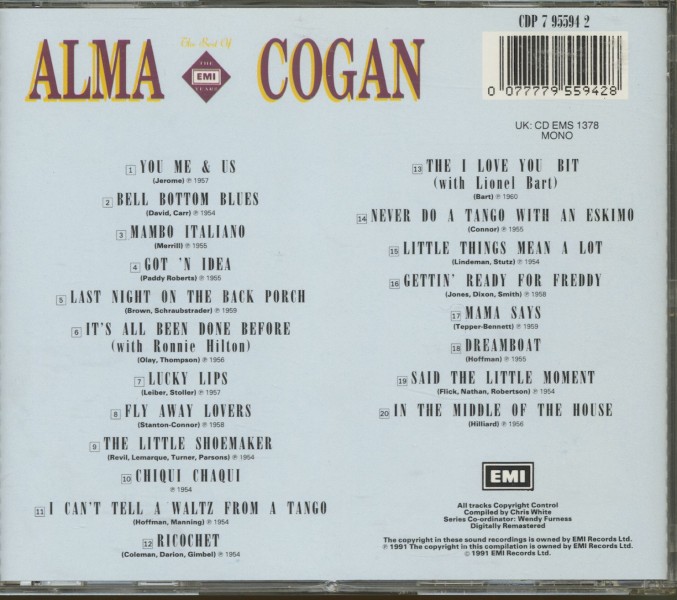 CDP 7 95594 2
The Best Of
ALMA COGAN
THE
EMI
YEARS
0 077779 559428
UK: CD EMS 1378
MONO
1 YOU ME & US
(Jerome) ℗ 1957
2 BELL BOTTOM BLUES
(David, Carr) ℗ 1954
3 MAMBO ITALIANO
(Merrill) ℗ 1955
4 GOT 'N IDEA
(Paddy Roberts) ℗ 1955
5 LAST NIGHT ON THE BACK PORCH
(Brown, Schraubstrader) ℗ 1959
6 IT'S ALL BEEN DONE BEFORE
(with Ronnie Hilton)
(Olay, Thompson) ℗ 1956
7 LUCKY LIPS
(Leiber, Stoller) ℗ 1957
8 FLY AWAY LOVERS
(Stanton-Connor) ℗ 1958
9 THE LITTLE SHOEMAKER
(Revil, Lemarque, Turner, Parsons) ℗ 1954
10 CHIQUI CHAQUI
℗ 1954
11 I CAN'T TELL A WALTZ FROM A TANGO
(Hoffman, Manning) ℗ 1954
12 RICOCHET
(Coleman, Darion, Gimbel) ℗ 1954
13 THE I LOVE YOU BIT
(with Lionel Bart)
(Bart) ℗ 1960
14 NEVER DO A TANGO WITH AN ESKIMO
(Connor) ℗ 1955
15 LITTLE THINGS MEAN A LOT
(Lindeman, Stutz) ℗ 1954
16 GETTIN' READY FOR FREDDY
(Jones, Dixon, Smith) ℗ 1958
17 MAMA SAYS
(Tepper-Bennett) ℗ 1959
18 DREAMBOAT
(Hoffman) ℗ 1955
19 SAID THE LITTLE MOMENT
(Flick, Nathan, Robertson) ℗ 1954
20 IN THE MIDDLE OF THE HOUSE
(Hilliard) ℗ 1956
EMI
All tracks Copyright Control
Compiled by Chris White
Series Co-ordinator: Wendy Furness
Digitally Remastered
The copyright in these sound recordings is owned by EMI Records Ltd.
℗ 1991 The copyright in this compilation is owned by EMI Records Ltd.
© 1991 EMI Records Ltd.